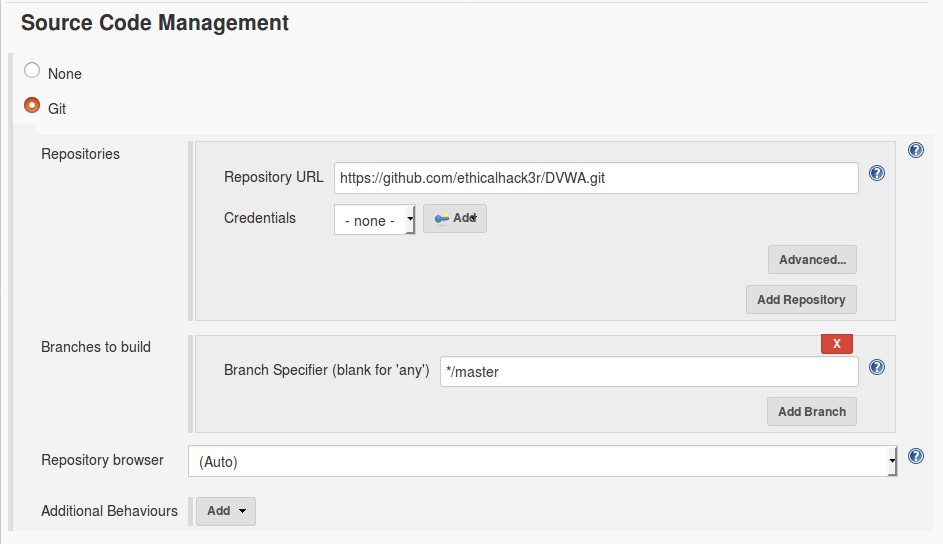 Source Code Management
None
Git
Repositories
Repository URL https://github.com/ethicalhack3r/DVWA.git
Credentials - none - Add
Advanced...
Add Repository
Branches to build
X
Branch Specifier (blank for 'any') */master
Add Branch
Repository browser (Auto)
Additional Behaviours Add